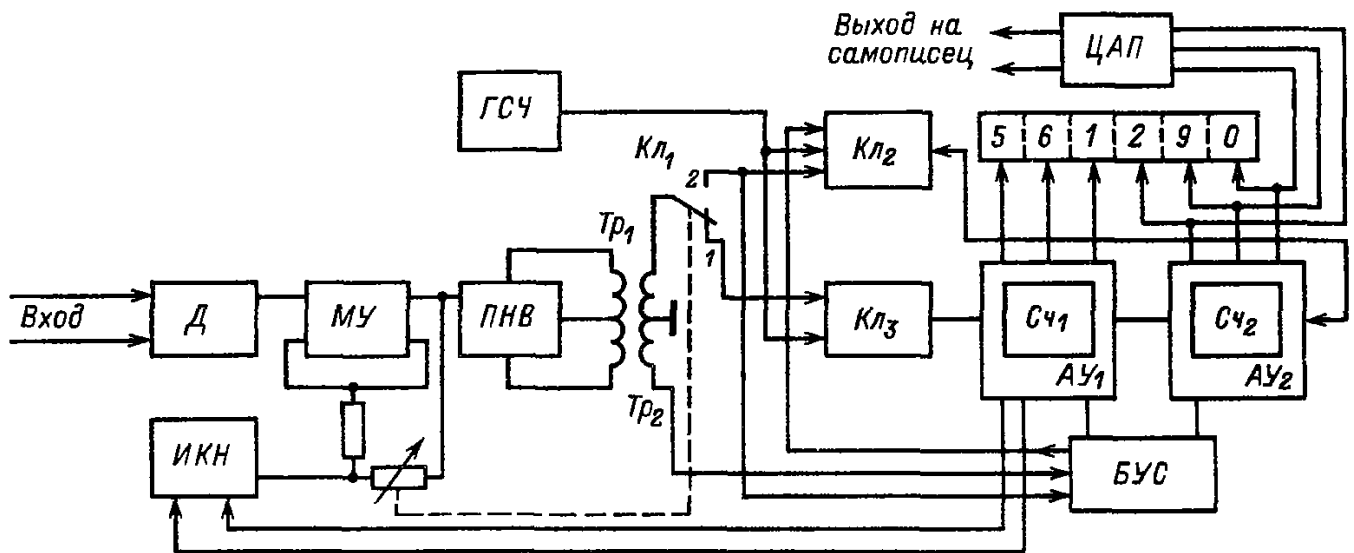 Выход на
самописец
ЦАП
ГСЧ
Кл₁
2
1
Кл₂
5 6 1 2 9 0
Тр₁
Вход
Д
МУ
ПНВ
Кл₃
Сч₁
АУ₁
Сч₂
АУ₂
Тр₂
ИКН
БУС